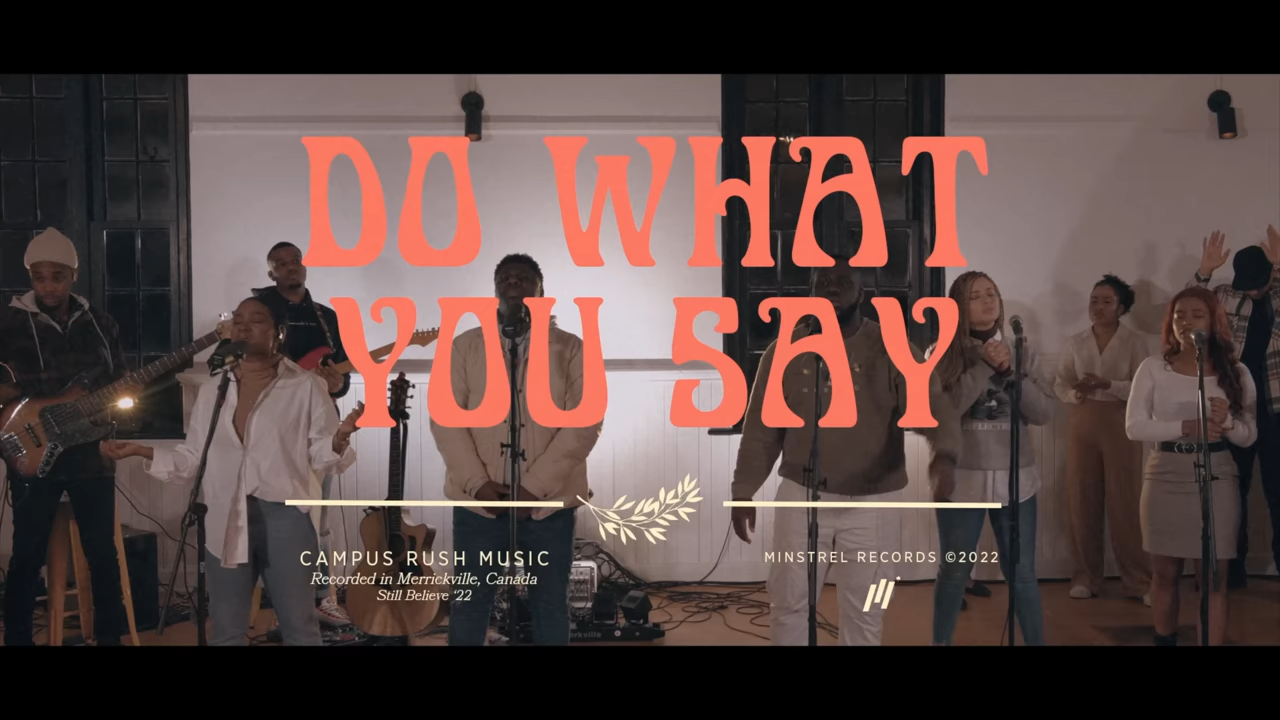 DO WHAT
YOU SAY
CAMPUS RUSH MUSIC
Recorded in Merrickville, Canada
Still Believe ‘22
MINSTREL RECORDS ©2022